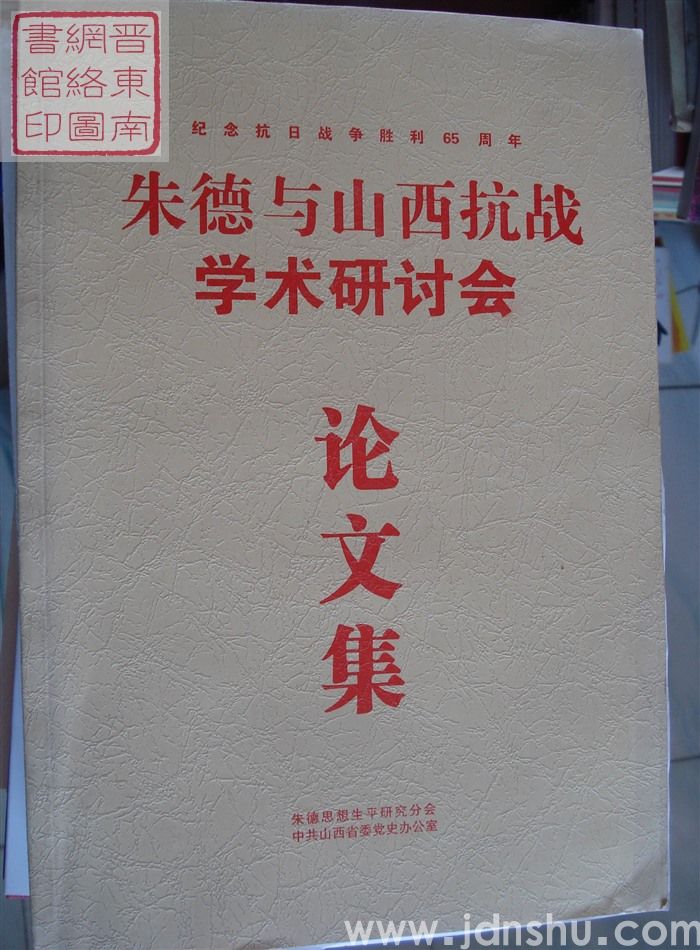 晋東南
網絡圖
書館印
纪念抗日战争胜利65周年
朱德与山西抗战
学术研讨会
论文集
朱德思想生平研究分会
中共山西省委党史办公室
www.jdnshu.com